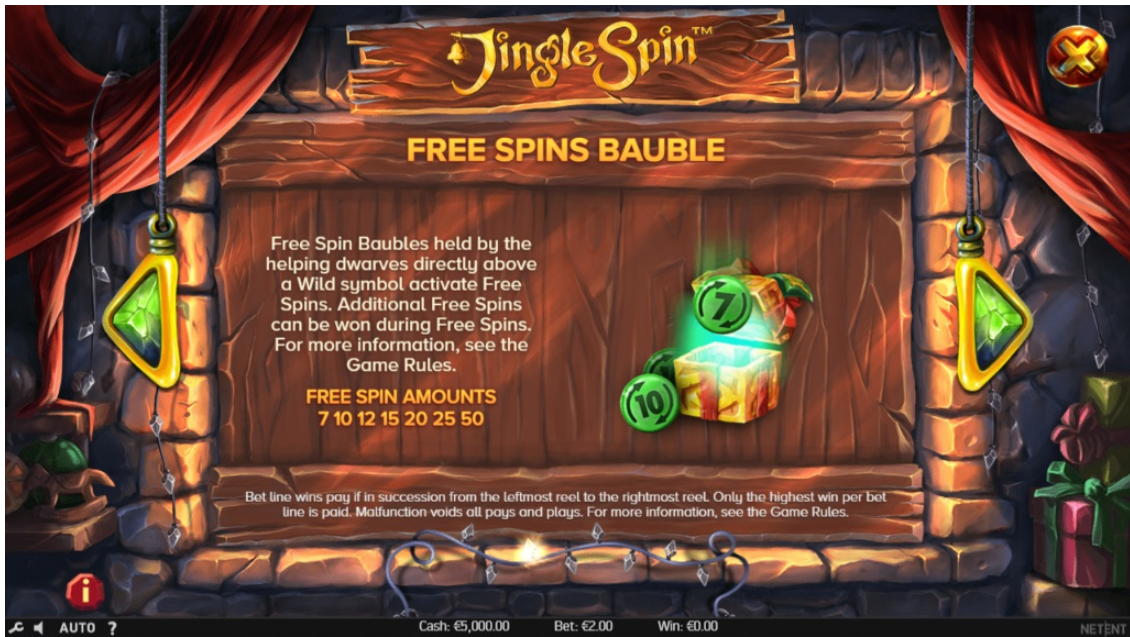 Jingle Spin™
FREE SPINS BAUBLE
Free Spin Baubles held by the
helping dwarves directly above
a Wild symbol activate Free
Spins. Additional Free Spins
can be won during Free Spins.
For more information, see the
Game Rules.
FREE SPIN AMOUNTS
7 10 12 15 20 25 50
7
10
Bet line wins pay if in succession from the leftmost reel to the rightmost reel. Only the highest win per bet
line is paid. Malfunction voids all pays and plays. For more information, see the Game Rules.
i
AUTO ? Cash: €5,000.00 Bet: €2.00 Win: €0.00 NETENT